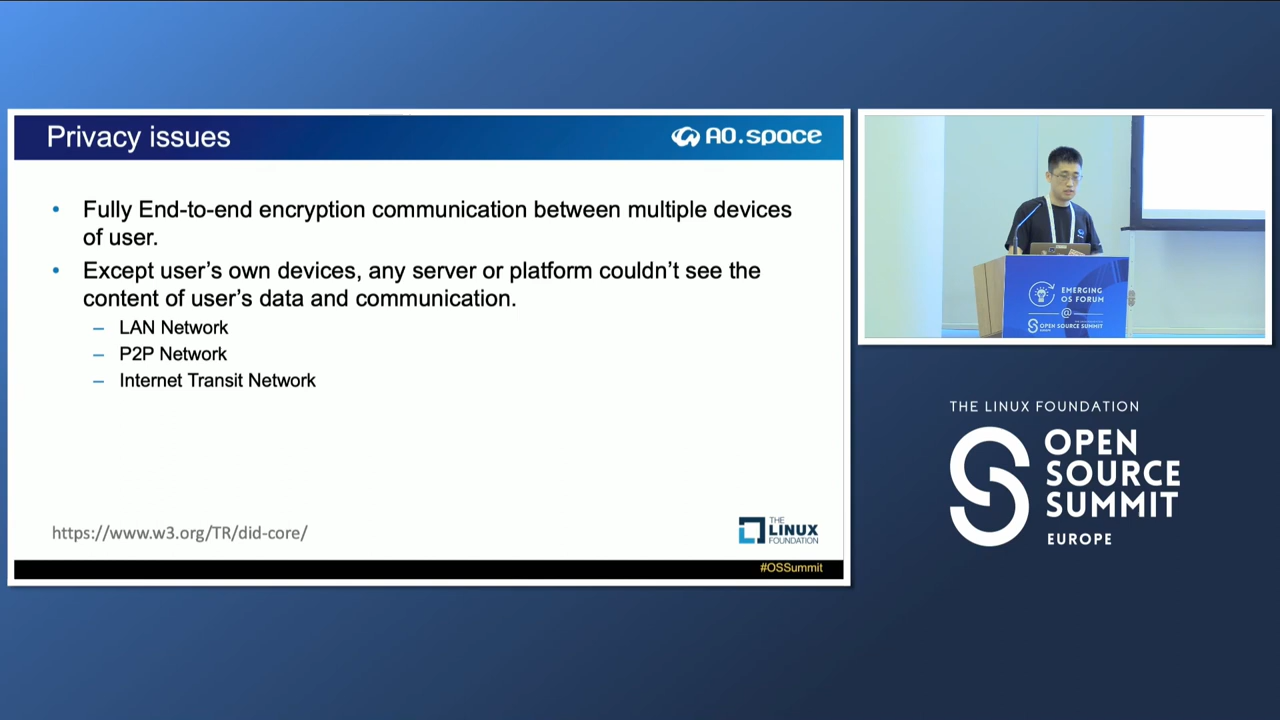 Privacy issues
AO.space
• Fully End-to-end encryption communication between multiple devices
of user.
• Except user's own devices, any server or platform couldn't see the
content of user's data and communication.
– LAN Network
– P2P Network
– Internet Transit Network
https://www.w3.org/TR/did-core/
THE
LINUX
FOUNDATION
#OSSummit
EMERGING
OS FORUM
@
OPEN SOURCE SUMMIT
THE LINUX FOUNDATION
OPEN
SOURCE
SUMMIT
EUROPE